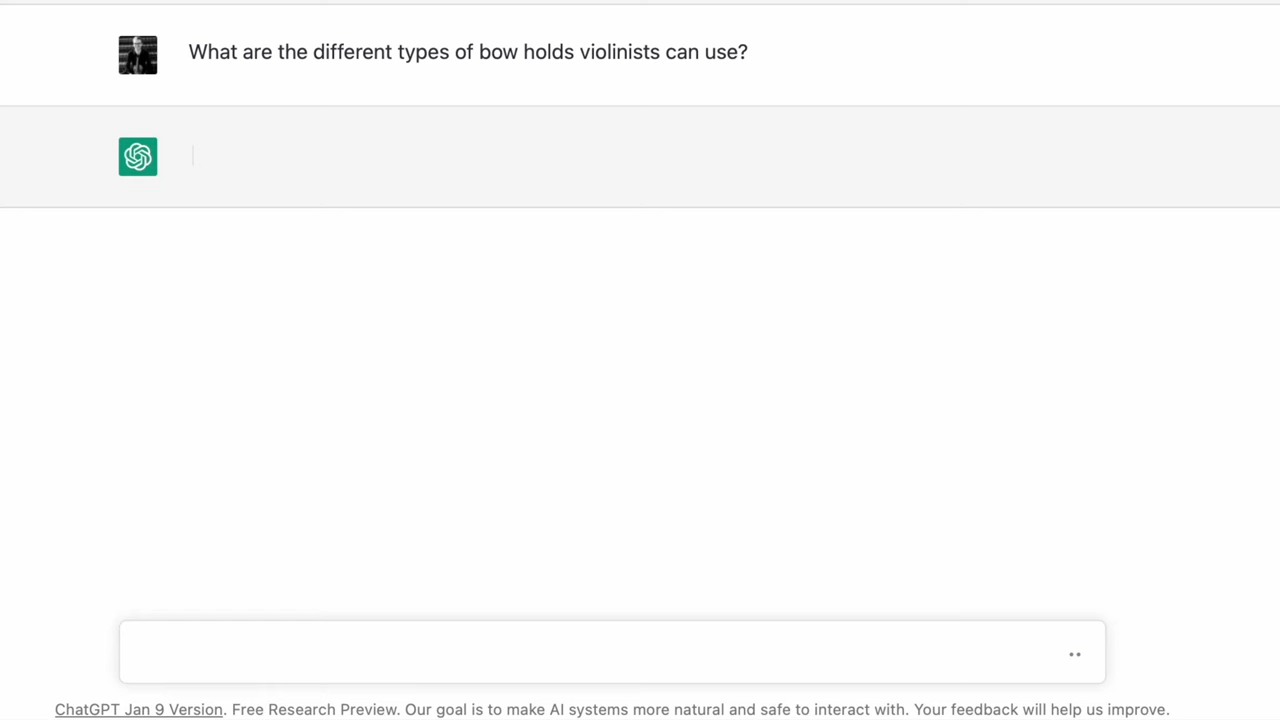 What are the different types of bow holds violinists can use?
ChatGPT Jan 9 Version. Free Research Preview. Our goal is to make AI systems more natural and safe to interact with. Your feedback will help us improve.